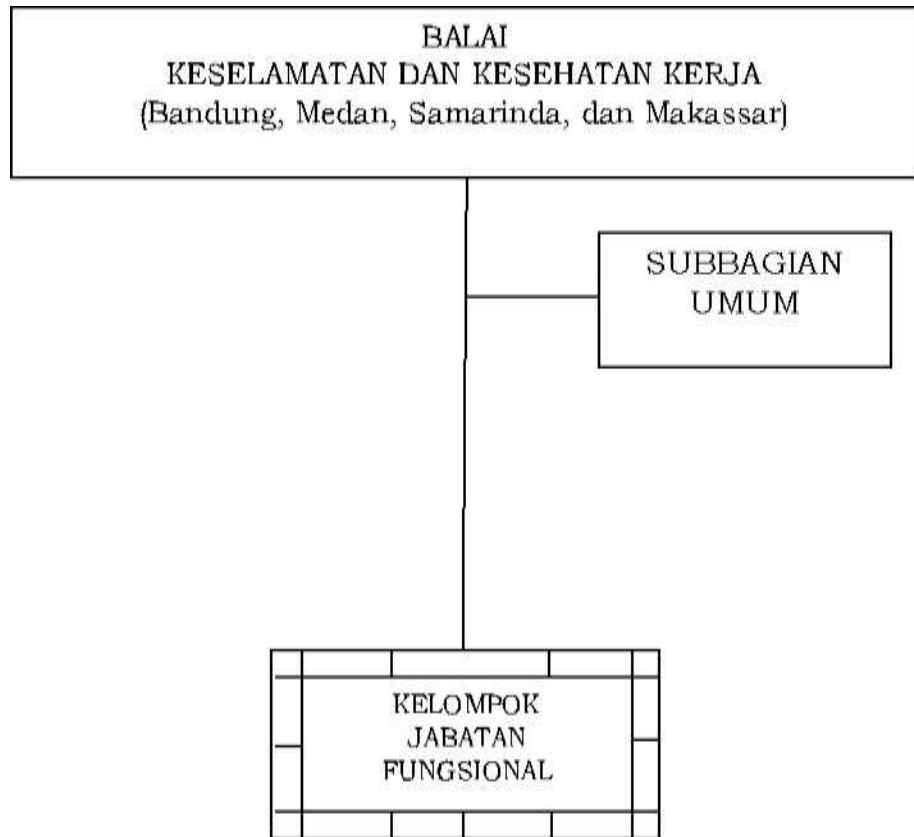 BALAI
KESELAMATAN DAN KESEHATAN KERJA
(Bandung, Medan, Samarinda, dan Makassar)
SUBBAGIAN
UMUM
KELOMPOK
JABATAN
FUNGSIONAL